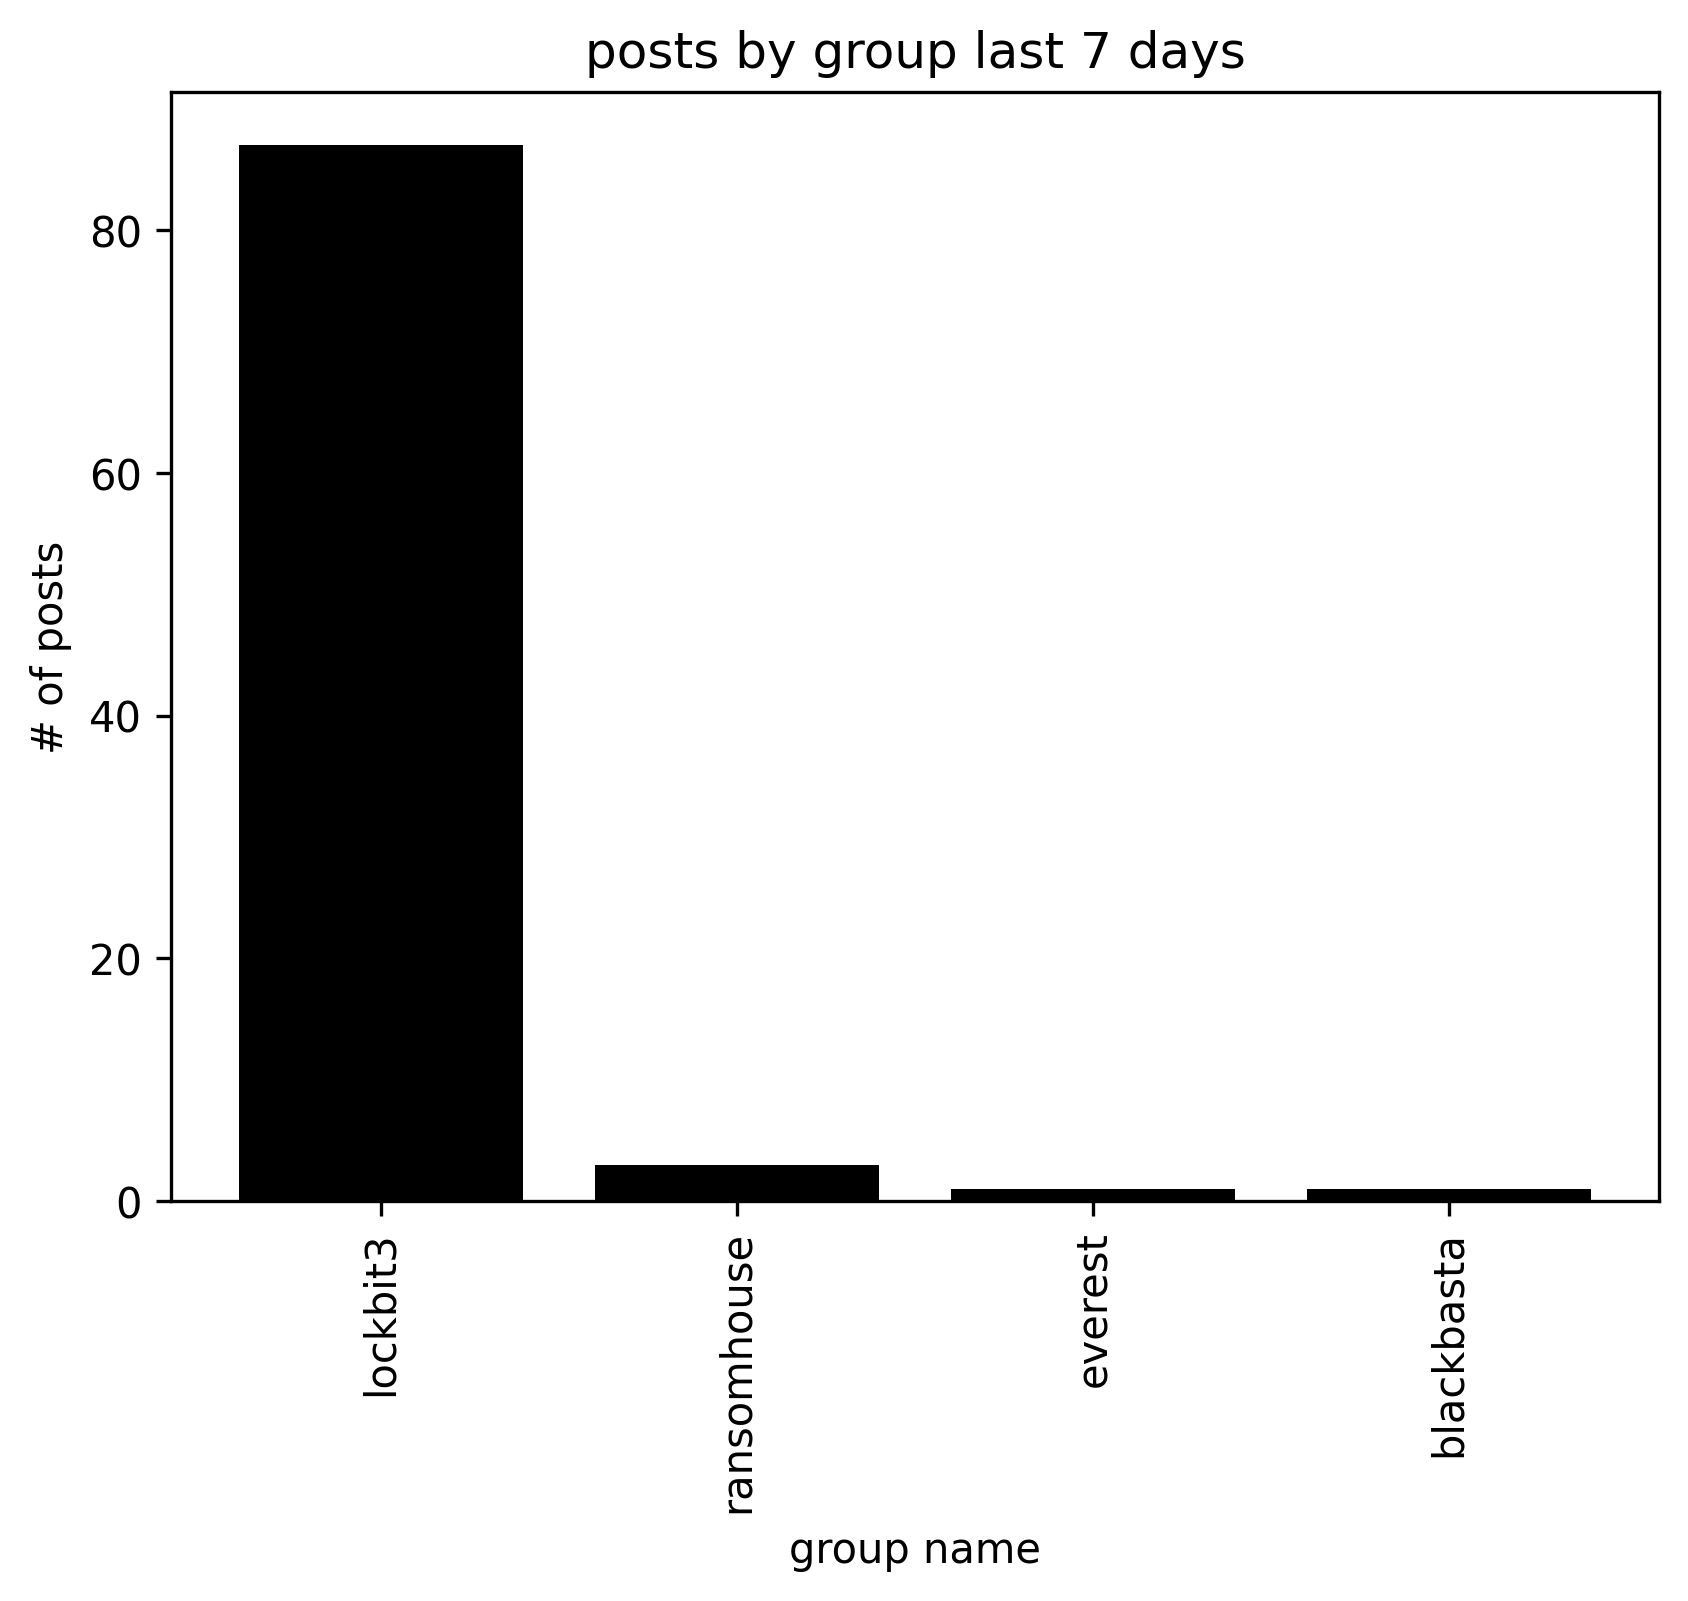 posts by group last 7 days
# of posts
80
60
40
20
0
lockbit3
ransomhouse
everest
blackbasta
group name